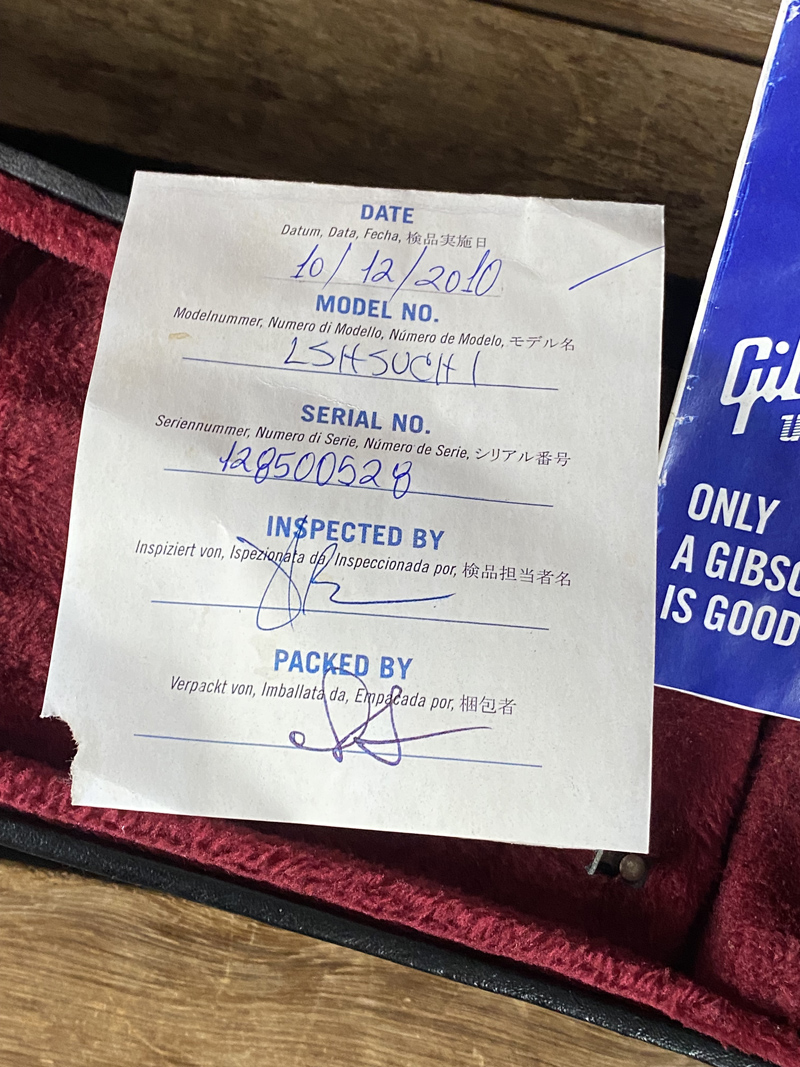 DATE
Datum, Data, Fecha, 検品実施日
10/12/2010
MODEL NO.
Modelnummer, Numero di Modello, Número de Modelo, モデル名
LSHSUCH1
SERIAL NO.
Seriennummer, Numero di Serie, Número de Serie, シリアル番号
128500528
INSPECTED BY
Inspiziert von, Ispezionata da, Inspeccionada por, 検品担当者名
PACKED BY
Verpackt von, Imballata da, Empacada por, 梱包者
Gib
ONLY
A GIBSO
IS GOOD